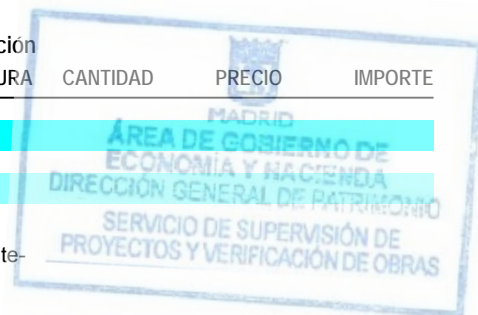 ción
URA CANTIDAD PRECIO IMPORTE
MADRID
ÁREA DE GOBIERNO DE
ECONOMÍA Y HACIENDA
DIRECCIÓN GENERAL DE PATRIMONIO
SERVICIO DE SUPERVISIÓN DE
PROYECTOS Y VERIFICACIÓN DE OBRAS
te-